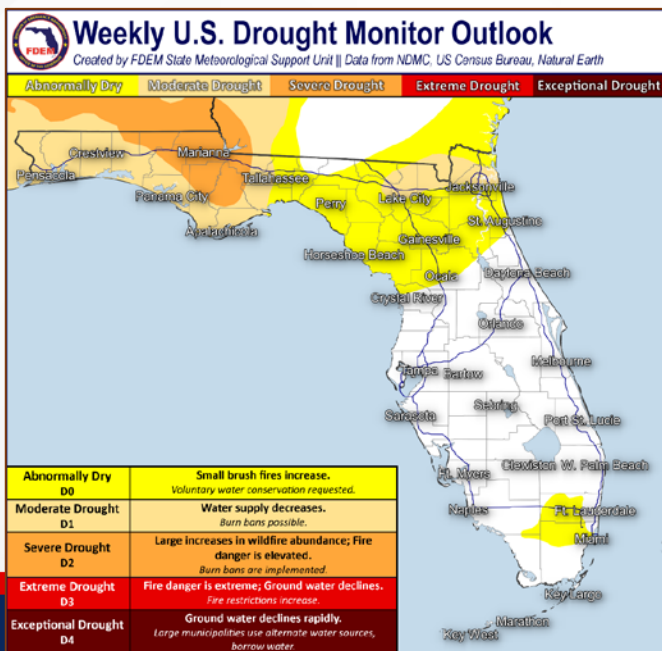 FDEM
Weekly U.S. Drought Monitor Outlook
Created by FDEM State Meteorological Support Unit || Data from NDMC, US Census Bureau, Natural Earth
Abnormally Dry
Moderate Drought
Severe Drought
Extreme Drought
Exceptional Drought
Crestview
Marianna
Pensacola
Tallahassee
Jacksonville
Panama City
Perry
Lake City
St. Augustine
Apalachicola
Gainesville
Horseshoe Beach
Ocala
Daytona Beach
Crystal River
Orlando
Melbourne
Tampa
Bartow
Sebring
Sarasota
Port St. Lucie
Ft. Myers
Clewiston
W. Palm Beach
Naples
Ft. Lauderdale
Miami
Key Largo
Marathon
Key West
Abnormally Dry
D0
Small brush fires increase.
Voluntary water conservation requested.
Moderate Drought
D1
Water supply decreases.
Burn bans possible.
Severe Drought
D2
Large increases in wildfire abundance; Fire
danger is elevated.
Burn bans are implemented.
Extreme Drought
D3
Fire danger is extreme; Ground water declines.
Fire restrictions increase.
Exceptional Drought
D4
Ground water declines rapidly.
Large municipalities use alternate water sources,
borrow water.